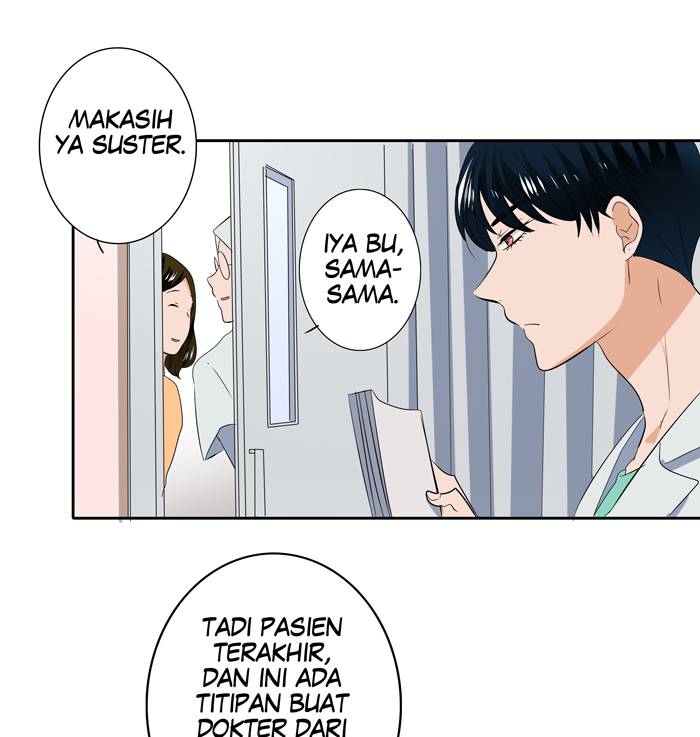 MAKASIH
YA SUSTER.
IYA BU,
SAMA-
SAMA.
TADI PASIEN
TERAKHIR,
DAN INI ADA
TITIPAN BUAT
DOKTER DARI